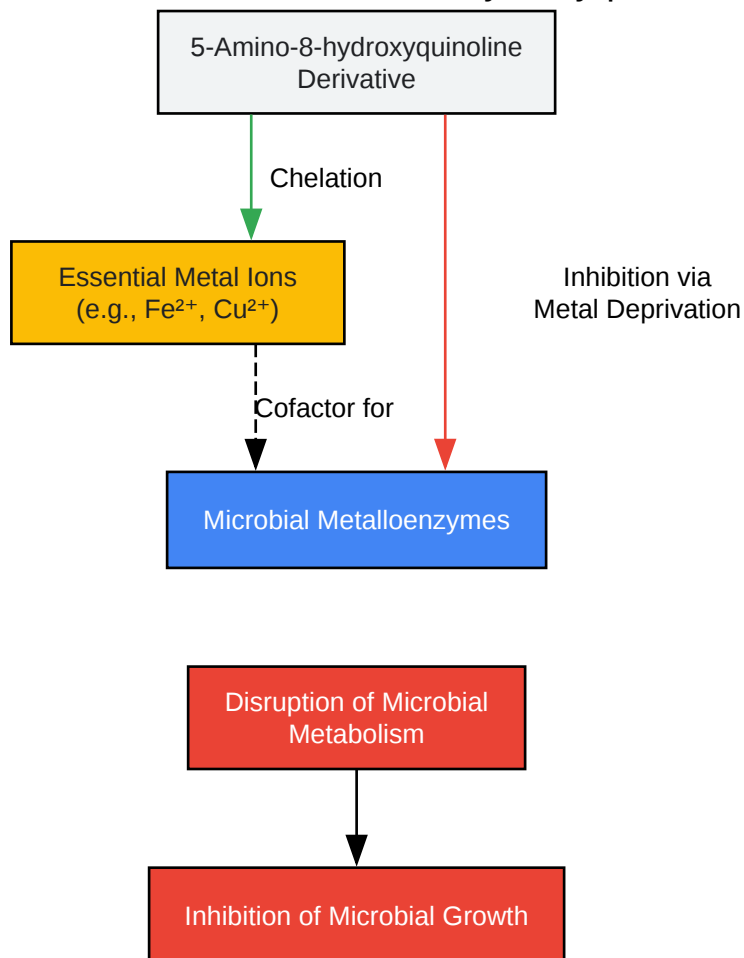 5-Amino-8-hydroxyquinoline
Derivative
Chelation
Essential Metal Ions
(e.g., Fe²⁺, Cu²⁺)
Inhibition via
Metal Deprivation
Cofactor for
Microbial Metalloenzymes
Disruption of Microbial
Metabolism
Inhibition of Microbial Growth